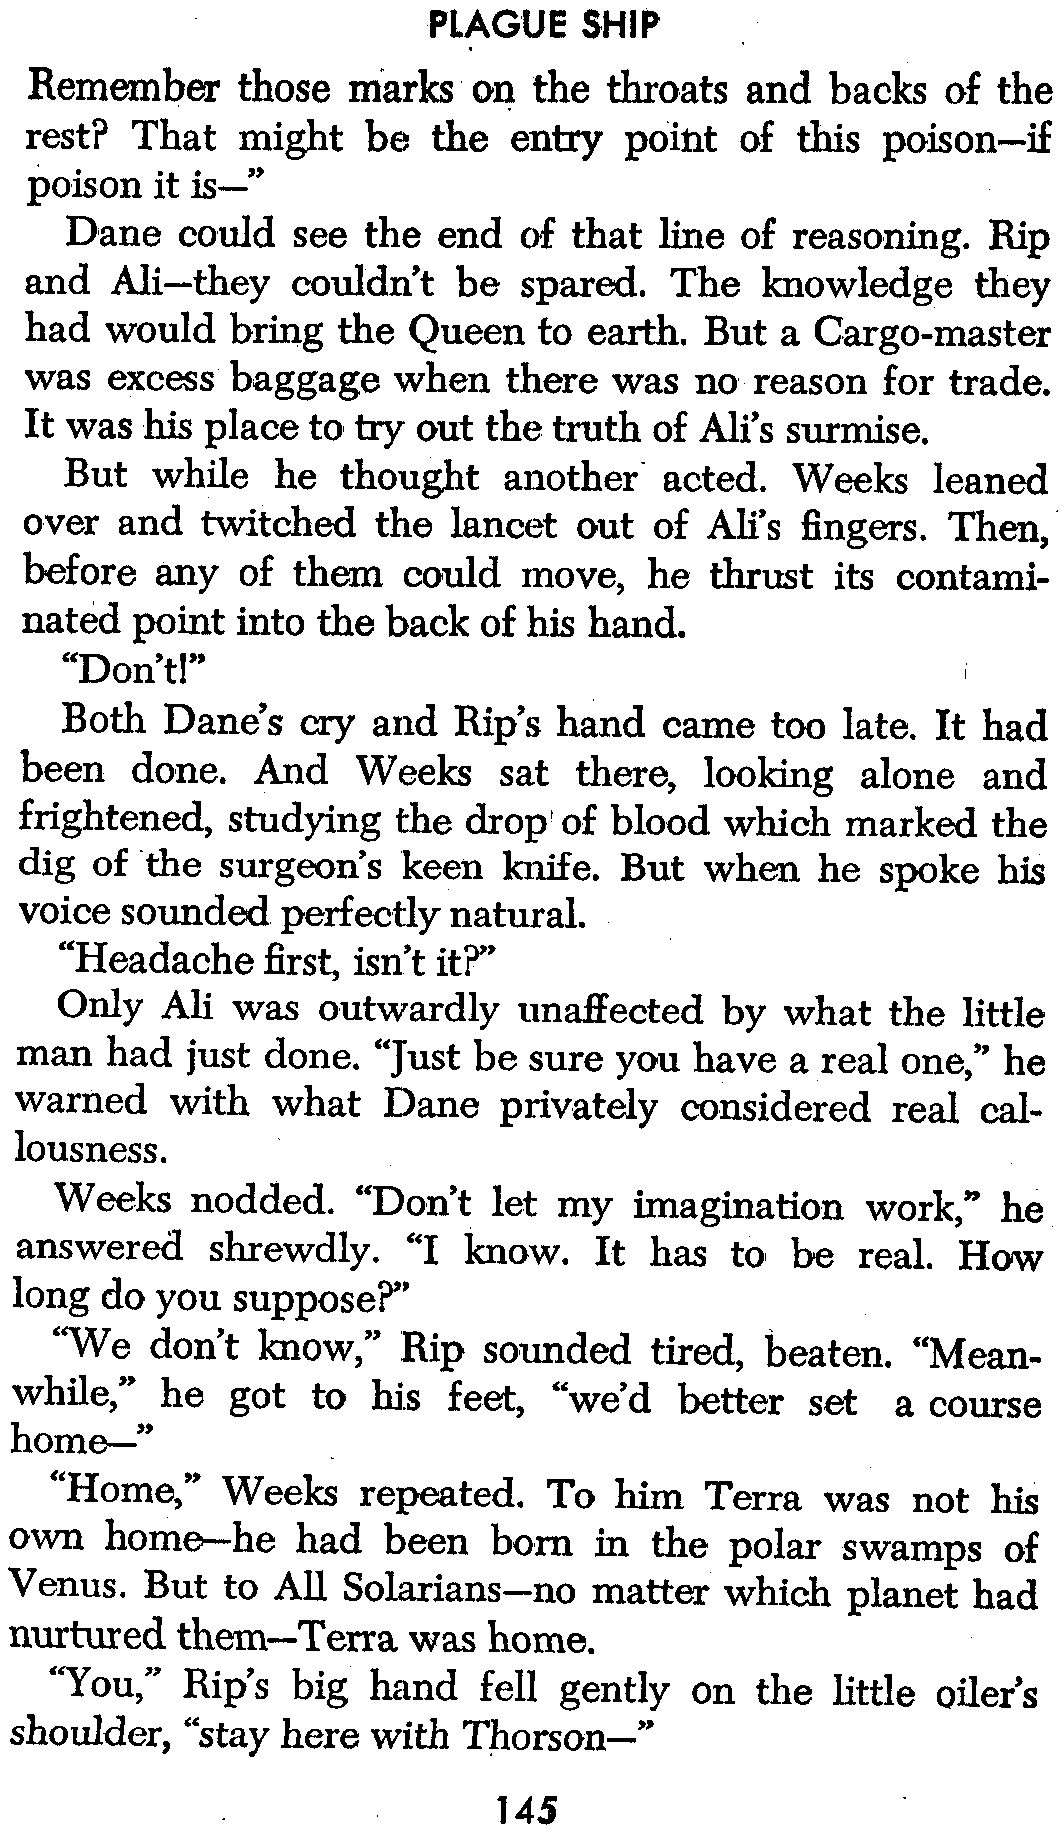 PLAGUE SHIP
Remember those marks on the throats and backs of the
rest? That might be the entry point of this poison—if
poison it is—”
Dane could see the end of that line of reasoning. Rip
and Ali—they couldn’t be spared. The knowledge they
had would bring the Queen to earth. But a Cargo-master
was excess baggage when there was no reason for trade.
It was his place to try out the truth of Ali’s surmise.
But while he thought another acted. Weeks leaned
over and twitched the lancet out of Ali’s fingers. Then,
before any of them could move, he thrust its contami-
nated point into the back of his hand.
“Don’t!”
Both Dane’s cry and Rip’s hand came too late. It had
been done. And Weeks sat there, looking alone and
frightened, studying the drop of blood which marked the
dig of the surgeon’s keen knife. But when he spoke his
voice sounded perfectly natural.
“Headache first, isn’t it?”
Only Ali was outwardly unaffected by what the little
man had just done. “Just be sure you have a real one,” he
warned with what Dane privately considered real cal-
lousness.
Weeks nodded. “Don’t let my imagination work,” he
answered shrewdly. “I know. It has to be real. How
long do you suppose?”
“We don’t know,” Rip sounded tired, beaten. “Mean-
while,” he got to his feet, “we’d better set a course
home—”
“Home,” Weeks repeated. To him Terra was not his
own home—he had been born in the polar swamps of
Venus. But to All Solarians—no matter which planet had
nurtured them—Terra was home.
“You,” Rip’s big hand fell gently on the little oiler’s
shoulder, “stay here with Thorson—”
145